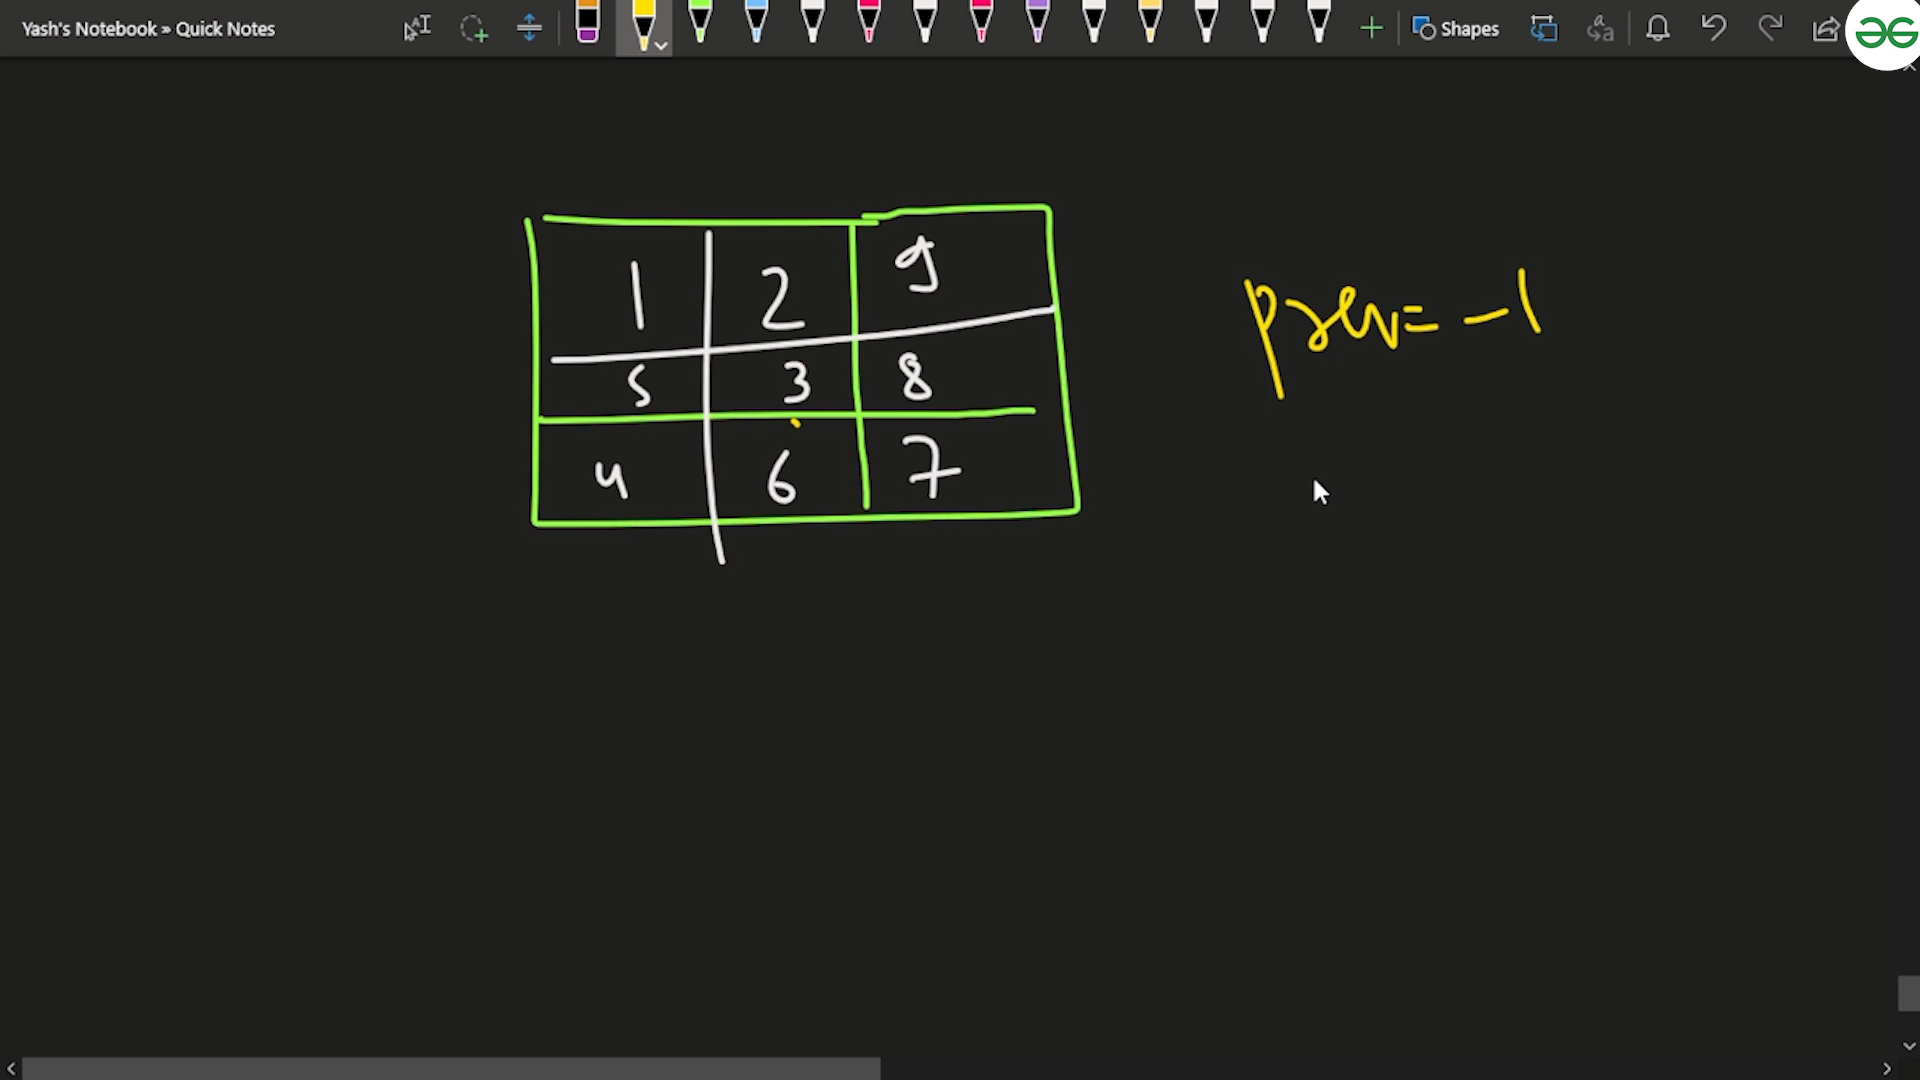 Yash's Notebook » Quick Notes
Shapes
1 2 9
5 3 8
4 6 7
prev= -1